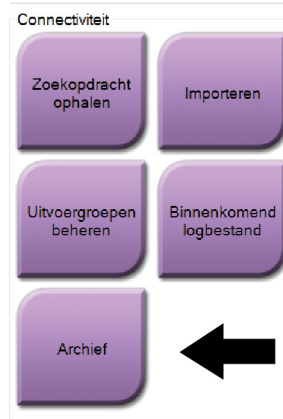 Connectiviteit
Zoekopdracht
ophalen
Importeren
Uitvoergroepen
beheren
Binnenkomend
logbestand
Archief